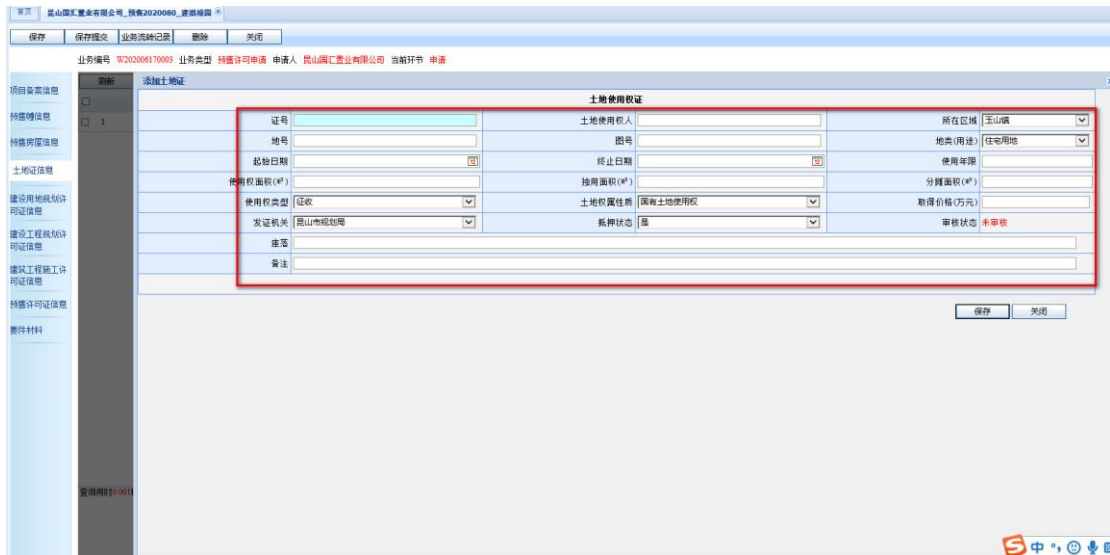 首页 昆山国汇置业有限公司_预售2020080_建滔裕园
保存 保存提交 业务流转记录 删除 关闭
业务编号 W202006170003 业务类型 预售许可申请 申请人 昆山国汇置业有限公司 当前环节 申请
刷新 添加土地证
项目备案信息
预售幢信息
预售房屋信息
土地证信息
建设用地规划许可证信息
建设工程规划许可证信息
建筑工程施工许可证信息
预售许可证信息
要件材料
1
土地使用权证
证号 土地使用权人 所在区域 玉山镇
地号 图号 地类(用途) 住宅用地
起始日期 终止日期 使用年限
使用权面积(m²) 独用面积(m²) 分摊面积(m²)
使用权类型 征收 土地权属性质 国有土地使用权 取得价格(万元)
发证机关 昆山市规划局 抵押状态 是 审核状态 未审核
座落
备注
保存 关闭
查询用时0.001
中